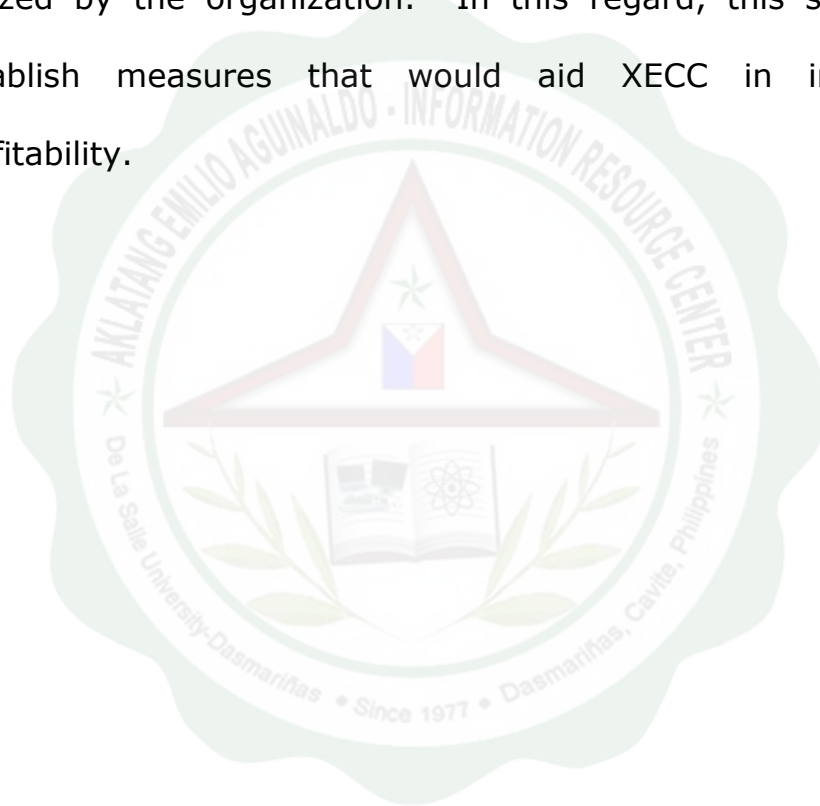 zed by the organization. In this regard, this s
ablish measures that would aid XECC in i
fitability.
AKLATANG EMILIO AGUINALDO - INFORMATION RESOURCE CENTER
De La Salle University-Dasmariñas • Since 1977 • Dasmariñas, Cavite, Philippines